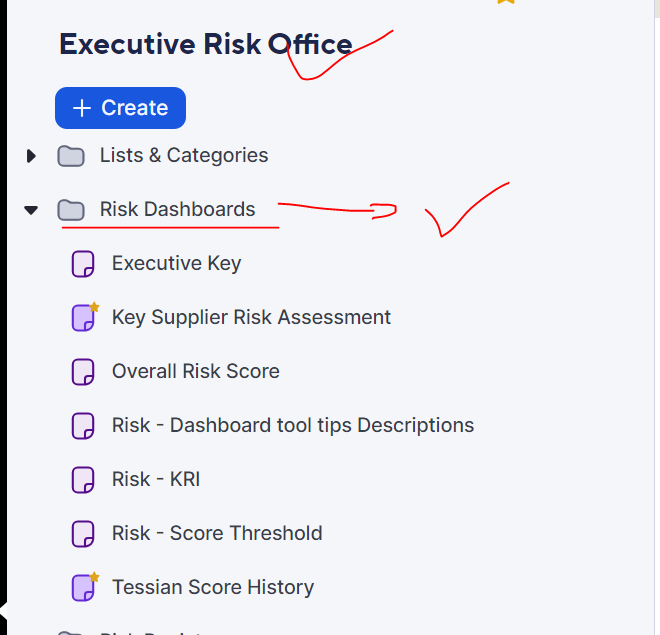 Executive Risk Office
+ Create
Lists & Categories
Risk Dashboards
Executive Key
Key Supplier Risk Assessment
Overall Risk Score
Risk - Dashboard tool tips Descriptions
Risk - KRI
Risk - Score Threshold
Tessian Score History